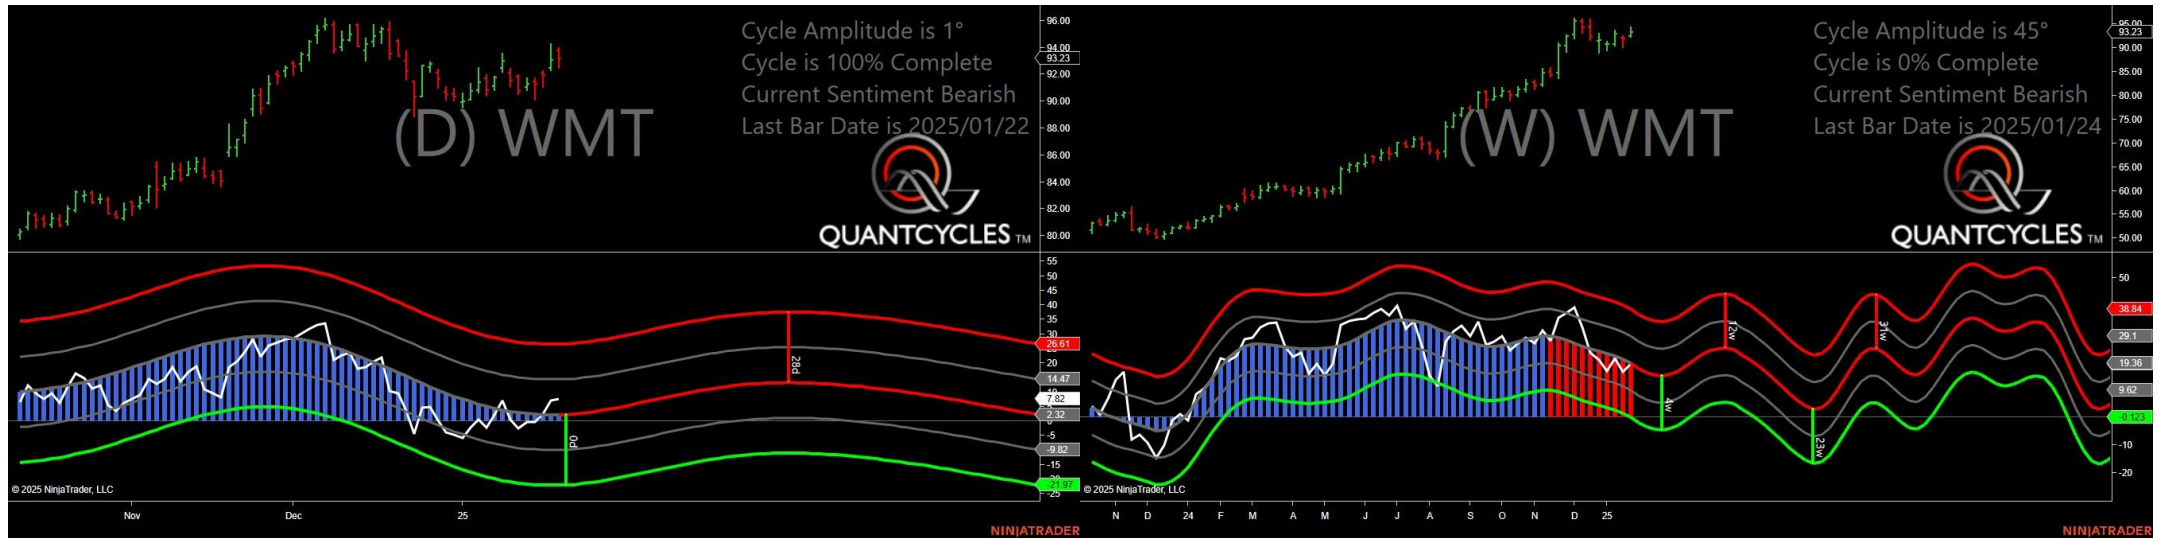 Cycle Amplitude is 1°
Cycle is 100% Complete
Current Sentiment Bearish
Last Bar Date is 2025/01/22
(D) WMT
QUANTCYCLES TM
96.00
94.00
93.23
92.00
90.00
88.00
86.00
84.00
82.00
80.00
55
50
45
40
35
30
26.61
20
14.47
7.82
2.32
-5
-9.82
-15
-21.97
-25
28d
0d
© 2025 NinjaTrader, LLC
Nov
Dec
25
NINJATRADER
Cycle Amplitude is 45°
Cycle is 0% Complete
Current Sentiment Bearish
Last Bar Date is 2025/01/24
(W) WMT
QUANTCYCLES TM
95.00
93.23
90.00
85.00
80.00
75.00
70.00
65.00
60.00
55.00
50.00
50
38.84
29.1
19.36
9.62
-0.123
-10
-20
4w
12w
23w
31w
© 2025 NinjaTrader, LLC
N D 24 F M A M J J A S O N D 25
NINJATRADER